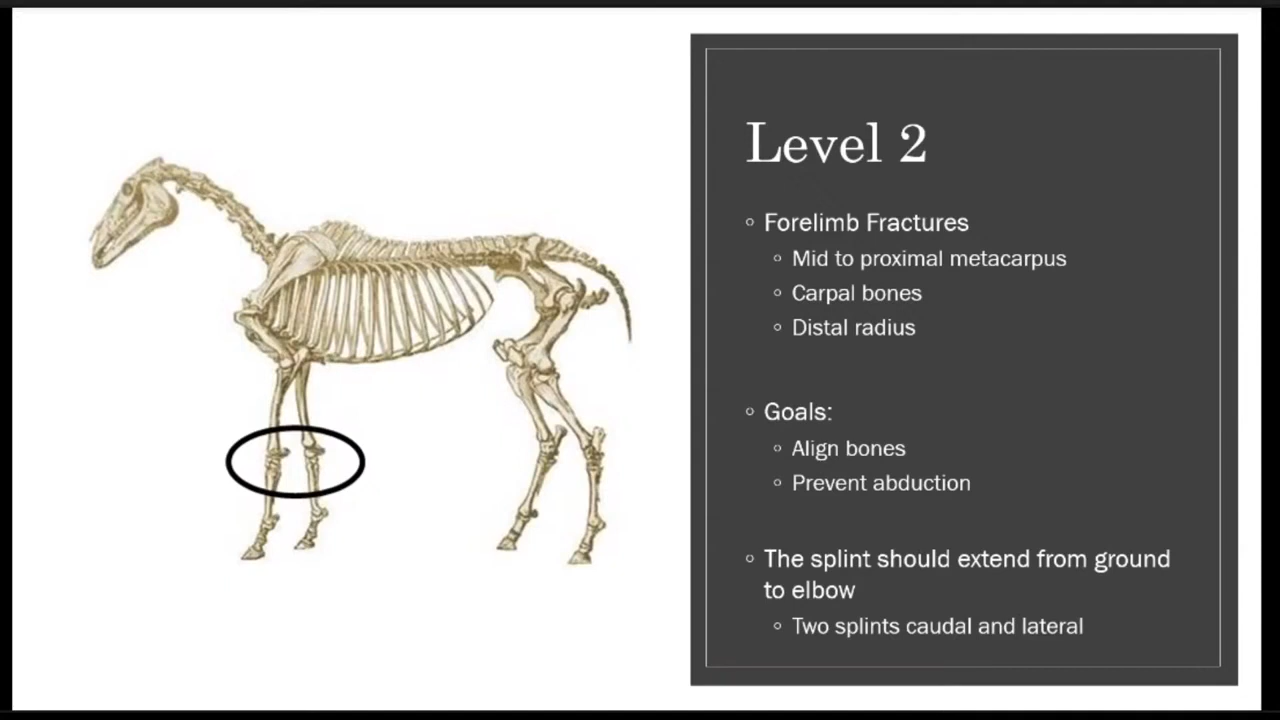 Level 2
Forelimb Fractures
Mid to proximal metacarpus
Carpal bones
Distal radius
Goals:
Align bones
Prevent abduction
The splint should extend from ground
to elbow
Two splints caudal and lateral